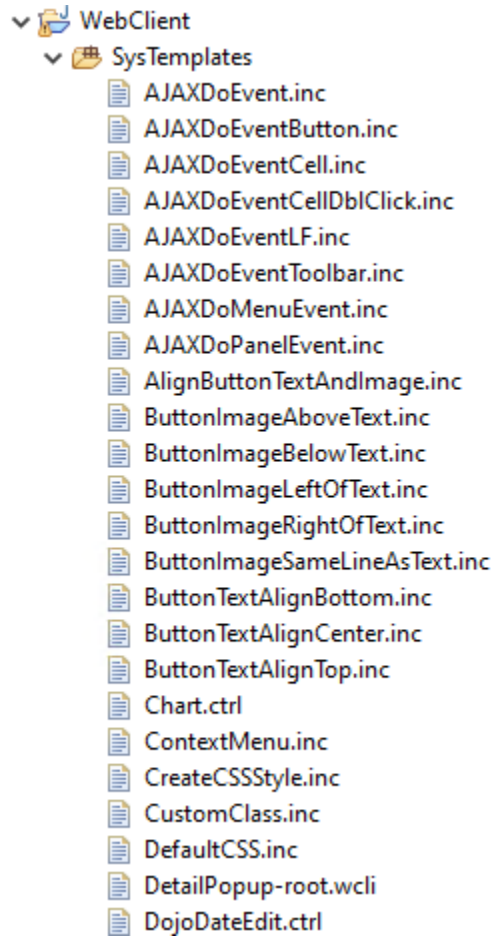 WebClient
SysTemplates
AJAXDoEvent.inc
AJAXDoEventButton.inc
AJAXDoEventCell.inc
AJAXDoEventCellDblClick.inc
AJAXDoEventLF.inc
AJAXDoEventToolbar.inc
AJAXDoMenuEvent.inc
AJAXDoPanelEvent.inc
AlignButtonTextAndImage.inc
ButtonImageAboveText.inc
ButtonImageBelowText.inc
ButtonImageLeftOfText.inc
ButtonImageRightOfText.inc
ButtonImageSameLineAsText.inc
ButtonTextAlignBottom.inc
ButtonTextAlignCenter.inc
ButtonTextAlignTop.inc
Chart.ctrl
ContextMenu.inc
CreateCSSStyle.inc
CustomClass.inc
DefaultCSS.inc
DetailPopup-root.wcli
DojoDateEdit.ctrl